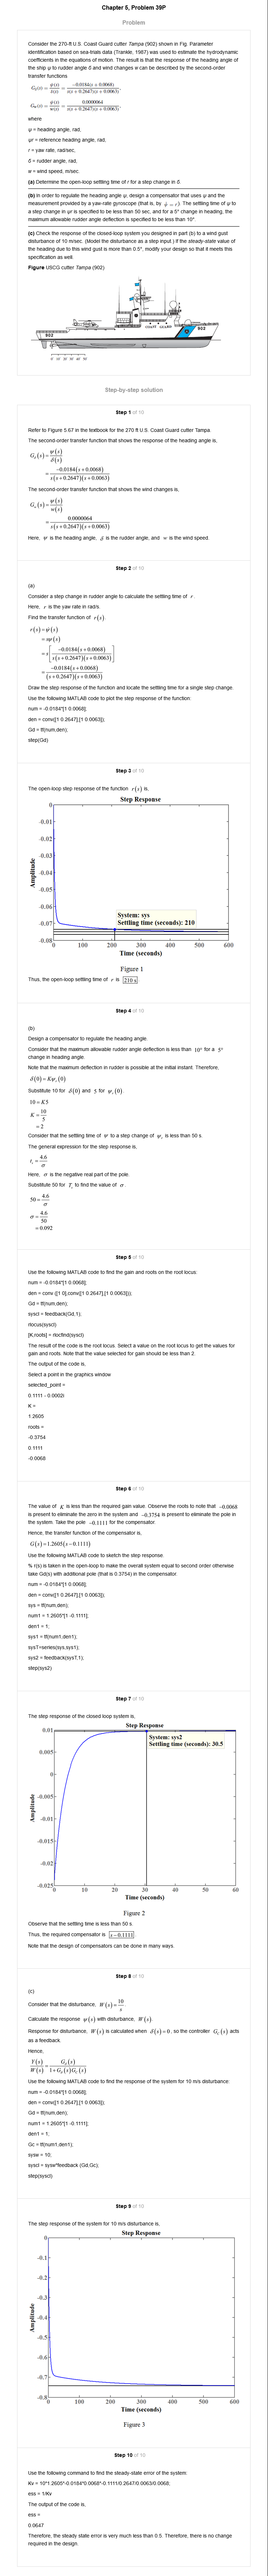 Chapter 5, Problem 39P
Problem
Consider the 270-ft U.S. Coast Guard cutter Tampa (902) shown in Fig. Parameter
identification based on sea-trials data (Trankle, 1987) was used to estimate the hydrodynamic
coefficients in the equations of motion. The result is that the response of the heading angle of
the ship ψ to rudder angle δ and wind changes w can be described by the second-order
transfer functions
Gδ(s) = ψ(s)/δ(s) = -0.0184(s + 0.0068)/s(s + 0.2647)(s + 0.0063),
Gw(s) = ψ(s)/w(s) = 0.0000064/s(s + 0.2647)(s + 0.0063),
where
ψ = heading angle, rad,
ψr = reference heading angle, rad,
r = yaw rate, rad/sec,
δ = rudder angle, rad,
w = wind speed, m/sec.
(a) Determine the open-loop settling time of r for a step change in δ.
(b) In order to regulate the heading angle ψ, design a compensator that uses ψ and the
measurement provided by a yaw-rate gyroscope (that is, by ψ̇ = r). The settling time of ψ to
a step change in ψr is specified to be less than 50 sec, and for a 5° change in heading, the
maximum allowable rudder angle deflection is specified to be less than 10°.
(c) Check the response of the closed-loop system you designed in part (b) to a wind gust
disturbance of 10 m/sec. (Model the disturbance as a step input.) If the steady-state value of
the heading due to this wind gust is more than 0.5°, modify your design so that it meets this
specification as well.
Figure USCG cutter Tampa (902)
902
902
0' 10' 20' 30' 40' 50'
Step-by-step solution
Step 1 of 10
Refer to Figure 5.67 in the textbook for the 270 ft U.S. Coast Guard cutter Tampa.
The second-order transfer function that shows the response of the heading angle is,
Gδ(s) = ψ(s)/δ(s)
= -0.0184(s + 0.0068)/s(s + 0.2647)(s + 0.0063)
The second-order transfer function that shows the wind changes is,
Gw(s) = ψ(s)/w(s)
= 0.0000064/s(s + 0.2647)(s + 0.0063)
Here, ψ is the heading angle, δ is the rudder angle, and w is the wind speed.
Step 2 of 10
(a)
Consider a step change in rudder angle to calculate the settling time of r.
Here, r is the yaw rate in rad/s.
Find the transfer function of r(s).
r(s) = ψ̇(s)
= sψ(s)
= s[-0.0184(s + 0.0068)/s(s + 0.2647)(s + 0.0063)]
= -0.0184(s + 0.0068)/(s + 0.2647)(s + 0.0063)
Draw the step response of the function and locate the settling time for a single step change.
Use the following MATLAB code to plot the step response of the function:
num = -0.0184*[1 0.0068];
den = conv([1 0.2647],[1 0.0063]);
Gd = tf(num,den);
step(Gd)
Step 3 of 10
The open-loop step response of the function r(s) is,
Step Response
0
-0.01
-0.02
-0.03
-0.04
-0.05
-0.06
-0.07
-0.08
Amplitude
System: sys
Settling time (seconds): 210
0 100 200 300 400 500 600
Time (seconds)
Figure 1
Thus, the open-loop settling time of r is 210 s.
Step 4 of 10
(b)
Design a compensator to regulate the heading angle.
Consider that the maximum allowable rudder angle deflection is less than 10° for a 5°
change in heading angle.
Note that the maximum deflection in rudder is possible at the initial instant. Therefore,
δ(0) = Kψr(0)
Substitute 10 for δ(0) and 5 for ψr(0).
10 = K5
K = 10/5
= 2
Consider that the settling time of Ψ to a step change of ψr is less than 50 s.
The general expression for the step response is,
ts = 4.6/σ
Here, σ is the negative real part of the pole.
Substitute 50 for Ts to find the value of σ.
50 = 4.6/σ
σ = 4.6/50
= 0.092
Step 5 of 10
Use the following MATLAB code to find the gain and roots on the root locus.
num = -0.0184*[1 0.0068];
den = conv ([1 0],conv([1 0.2647],[1 0.0063]));
Gd = tf(num,den);
syscl = feedback(Gd,1);
rlocus(syscl)
[K,roots] = rlocfind(syscl)
The result of the code is the root locus. Select a value on the root locus to get the values for
gain and roots. Note that the value selected for gain should be less than 2.
The output of the code is,
Select a point in the graphics window
selected_point =
0.1111 - 0.0002i
K =
1.2605
roots =
-0.3754
0.1111
-0.0068
Step 6 of 10
The value of K is less than the required gain value. Observe the roots to note that -0.0068
is present to eliminate the zero in the system and -0.3754 is present to eliminate the pole in
the system. Take the pole -0.1111 for the compensator.
Hence, the transfer function of the compensator is,
G(s) = 1.2605(s - 0.1111)
Use the following MATLAB code to sketch the step response.
% r(s) is taken in the open-loop to make the overall system equal to second order otherwise
take Gd(s) with additional pole (that is 0.3754) in the compensator.
num = -0.0184*[1 0.0068];
den = conv([1 0.2647],[1 0.0063]);
sys = tf(num,den);
num1 = 1.2605*[1 -0.1111];
den1 = 1;
sys1 = tf(num1,den1);
sysT=series(sys,sys1);
sys2 = feedback(sysT,1);
step(sys2)
Step 7 of 10
The step response of the closed loop system is,
Step Response
0.01
0.005
0
-0.005
-0.01
-0.015
-0.02
-0.025
Amplitude
System: sys2
Settling time (seconds): 30.5
0 10 20 30 40 50 60
Time (seconds)
Figure 2
Observe that the settling time is less than 50 s.
Thus, the required compensator is s - 0.1111.
Note that the design of compensators can be done in many ways.
Step 8 of 10
(c)
Consider that the disturbance, W(s) = 10/s.
Calculate the response ψ(s) with disturbance, W(s).
Response for disturbance, W(s) is calculated when δ(s) = 0, so the controller Gc(s) acts
as a feedback.
Hence,
Y(s)/W(s) = Gδ(s)/1 + Gδ(s)Gc(s)
Use the following MATLAB code to find the response of the system for 10 m/s disturbance:
num = -0.0184*[1 0.0068];
den = conv([1 0.2647],[1 0.0063]);
Gd = tf(num,den);
num1 = 1.2605*[1 -0.1111];
den1 = 1;
Gc = tf(num1,den1);
sysw = 10;
syscl = sysw*feedback (Gd,Gc);
step(syscl)
Step 9 of 10
The step response of the system for 10 m/s disturbance is,
Step Response
0
-0.1
-0.2
-0.3
-0.4
-0.5
-0.6
-0.7
-0.8
Amplitude
0 100 200 300 400 500 600
Time (seconds)
Figure 3
Step 10 of 10
Use the following command to find the steady-state error of the system:
Kv = 10*1.2605*-0.0184*0.0068*-0.1111/0.2647/0.0063/0.0068;
ess = 1/Kv
The output of the code is,
ess =
0.0647
Therefore, the steady state error is very much less than 0.5. Therefore, there is no change
required in the design.